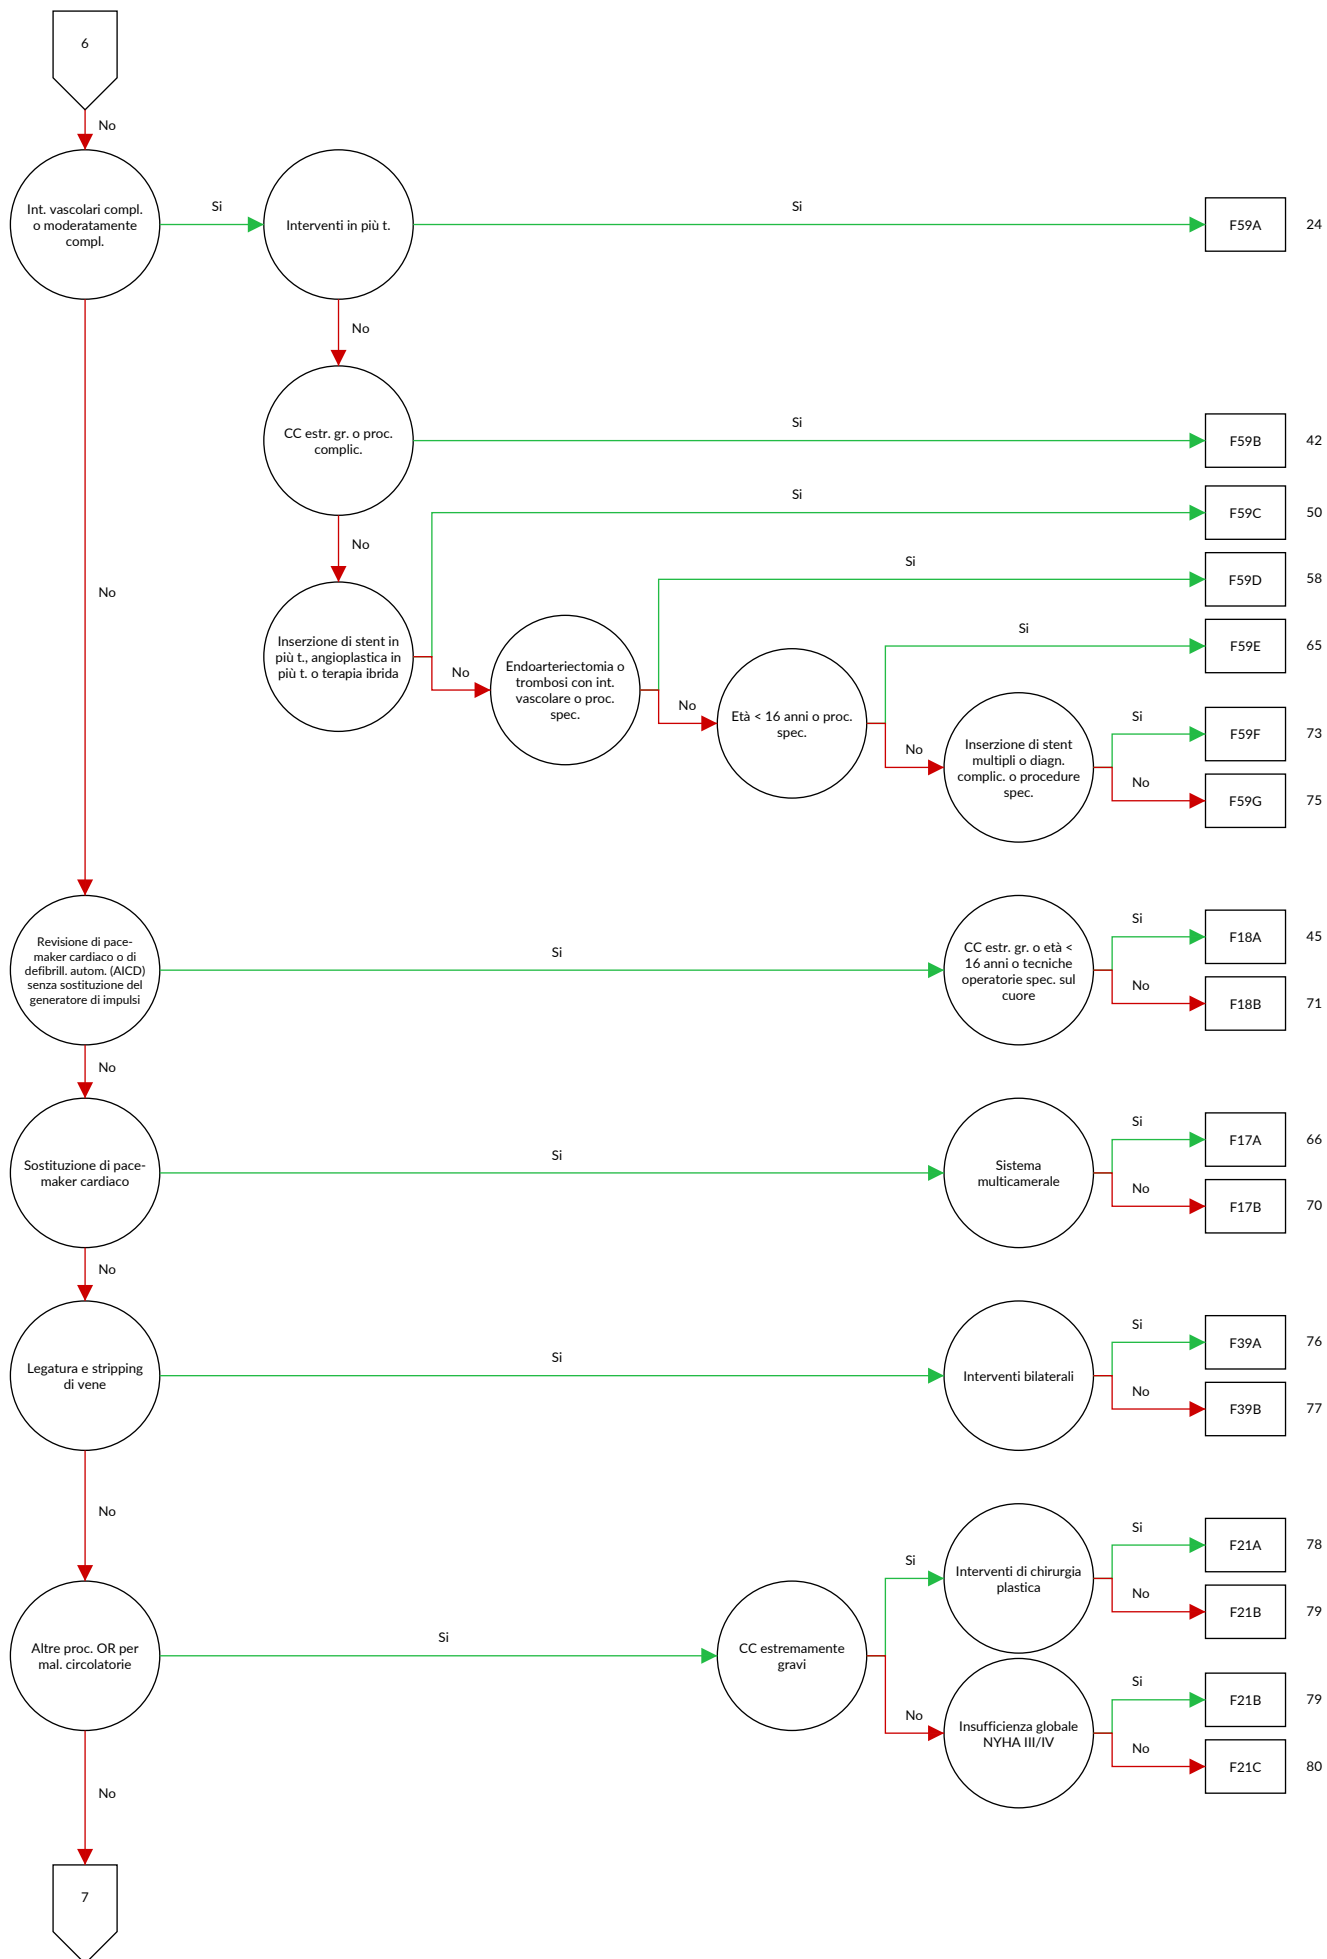 6
No
Int. vascolari compl.
o moderatamente
compl.
Si
Interventi in più t.
Si
F59A
24
No
CC estr. gr. o proc.
complic.
Si
F59B
42
No
Si
F59C
50
No
Inserzione di stent in
più t., angioplastica in
più t. o terapia ibrida
No
Endoarteriectomia o
trombosi con int.
vascolare o proc.
spec.
Si
F59D
58
No
Età < 16 anni o proc.
spec.
Si
F59E
65
No
Inserzione di stent
multipli o diagn.
complic. o procedure
spec.
Si
F59F
73
No
F59G
75
Revisione di pace-
maker cardiaco o di
defibrill. autom. (AICD)
senza sostituzione del
generatore di impulsi
Si
CC estr. gr. o età <
16 anni o tecniche
operatorie spec. sul
cuore
Si
F18A
45
No
F18B
71
No
Sostituzione di pace-
maker cardiaco
Si
Sistema
multicamerale
Si
F17A
66
No
F17B
70
No
Legatura e stripping
di vene
Si
Interventi bilaterali
Si
F39A
76
No
F39B
77
No
Altre proc. OR per
mal. circolatorie
Si
CC estremamente
gravi
Si
Interventi di chirurgia
plastica
Si
F21A
78
No
F21B
79
No
Insufficienza globale
NYHA III/IV
Si
F21B
79
No
F21C
80
No
7